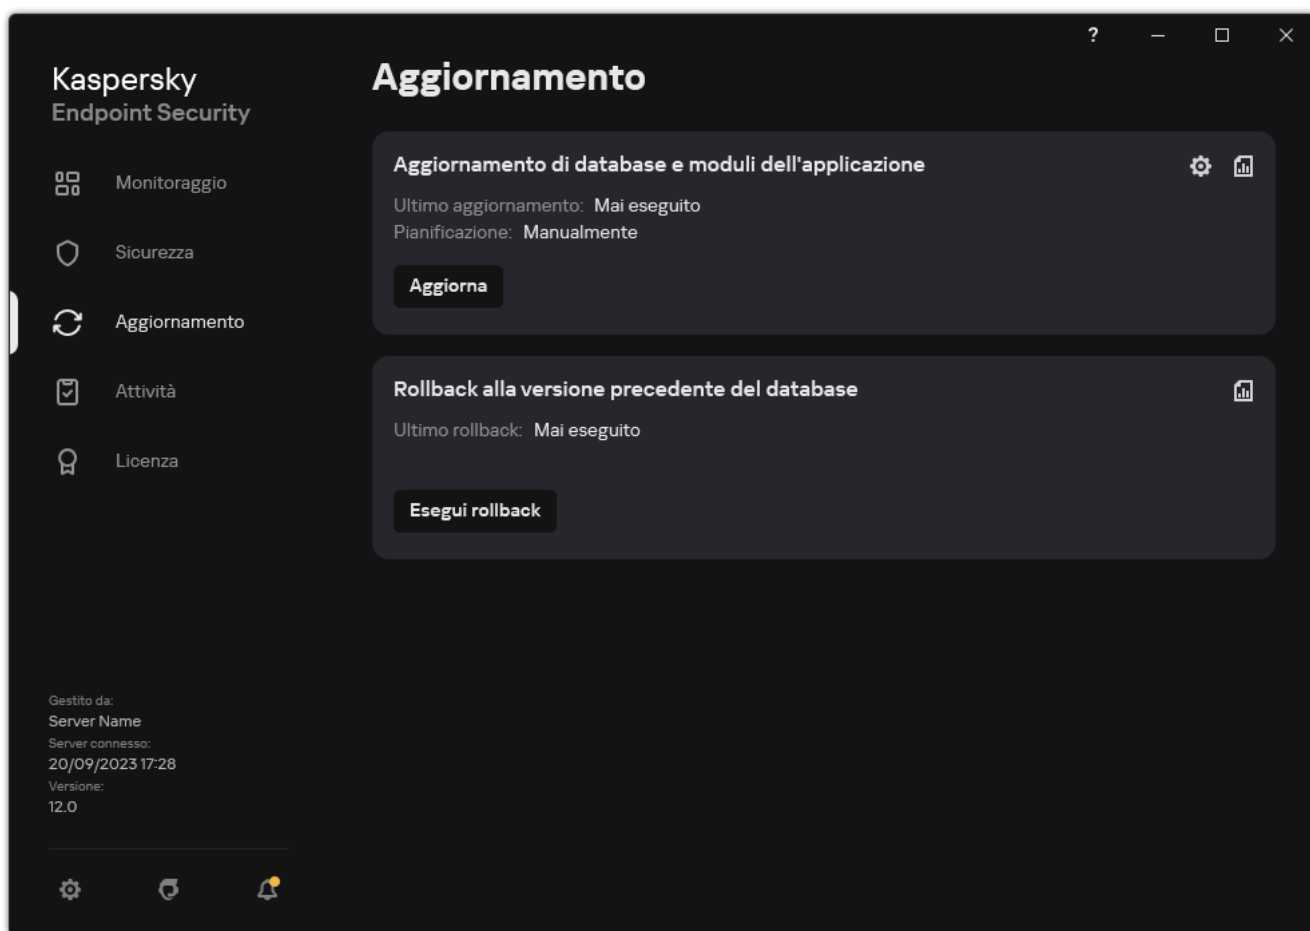 ?
Kaspersky
Endpoint Security
Monitoraggio
Sicurezza
Aggiornamento
Attività
Licenza
Gestito da:
Server Name
Server connesso:
20/09/2023 17:28
Versione:
12.0
Aggiornamento
Aggiornamento di database e moduli dell'applicazione
Ultimo aggiornamento: Mai eseguito
Pianificazione: Manualmente
Aggiorna
Rollback alla versione precedente del database
Ultimo rollback: Mai eseguito
Esegui rollback